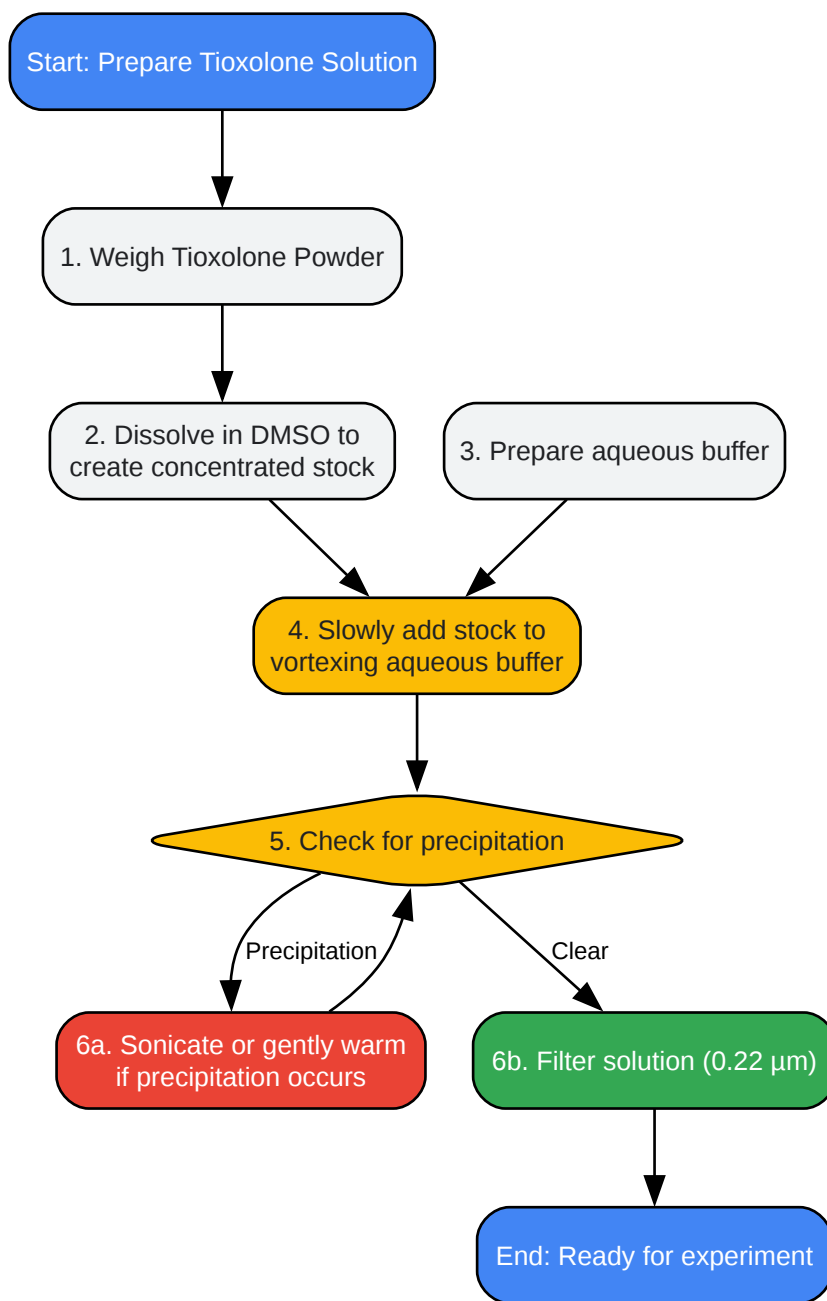 Start: Prepare Tioxolone Solution
1. Weigh Tioxolone Powder
2. Dissolve in DMSO to
create concentrated stock
3. Prepare aqueous buffer
4. Slowly add stock to
vortexing aqueous buffer
5. Check for precipitation
Precipitation
Clear
6a. Sonicate or gently warm
if precipitation occurs
6b. Filter solution (0.22 µm)
End: Ready for experiment